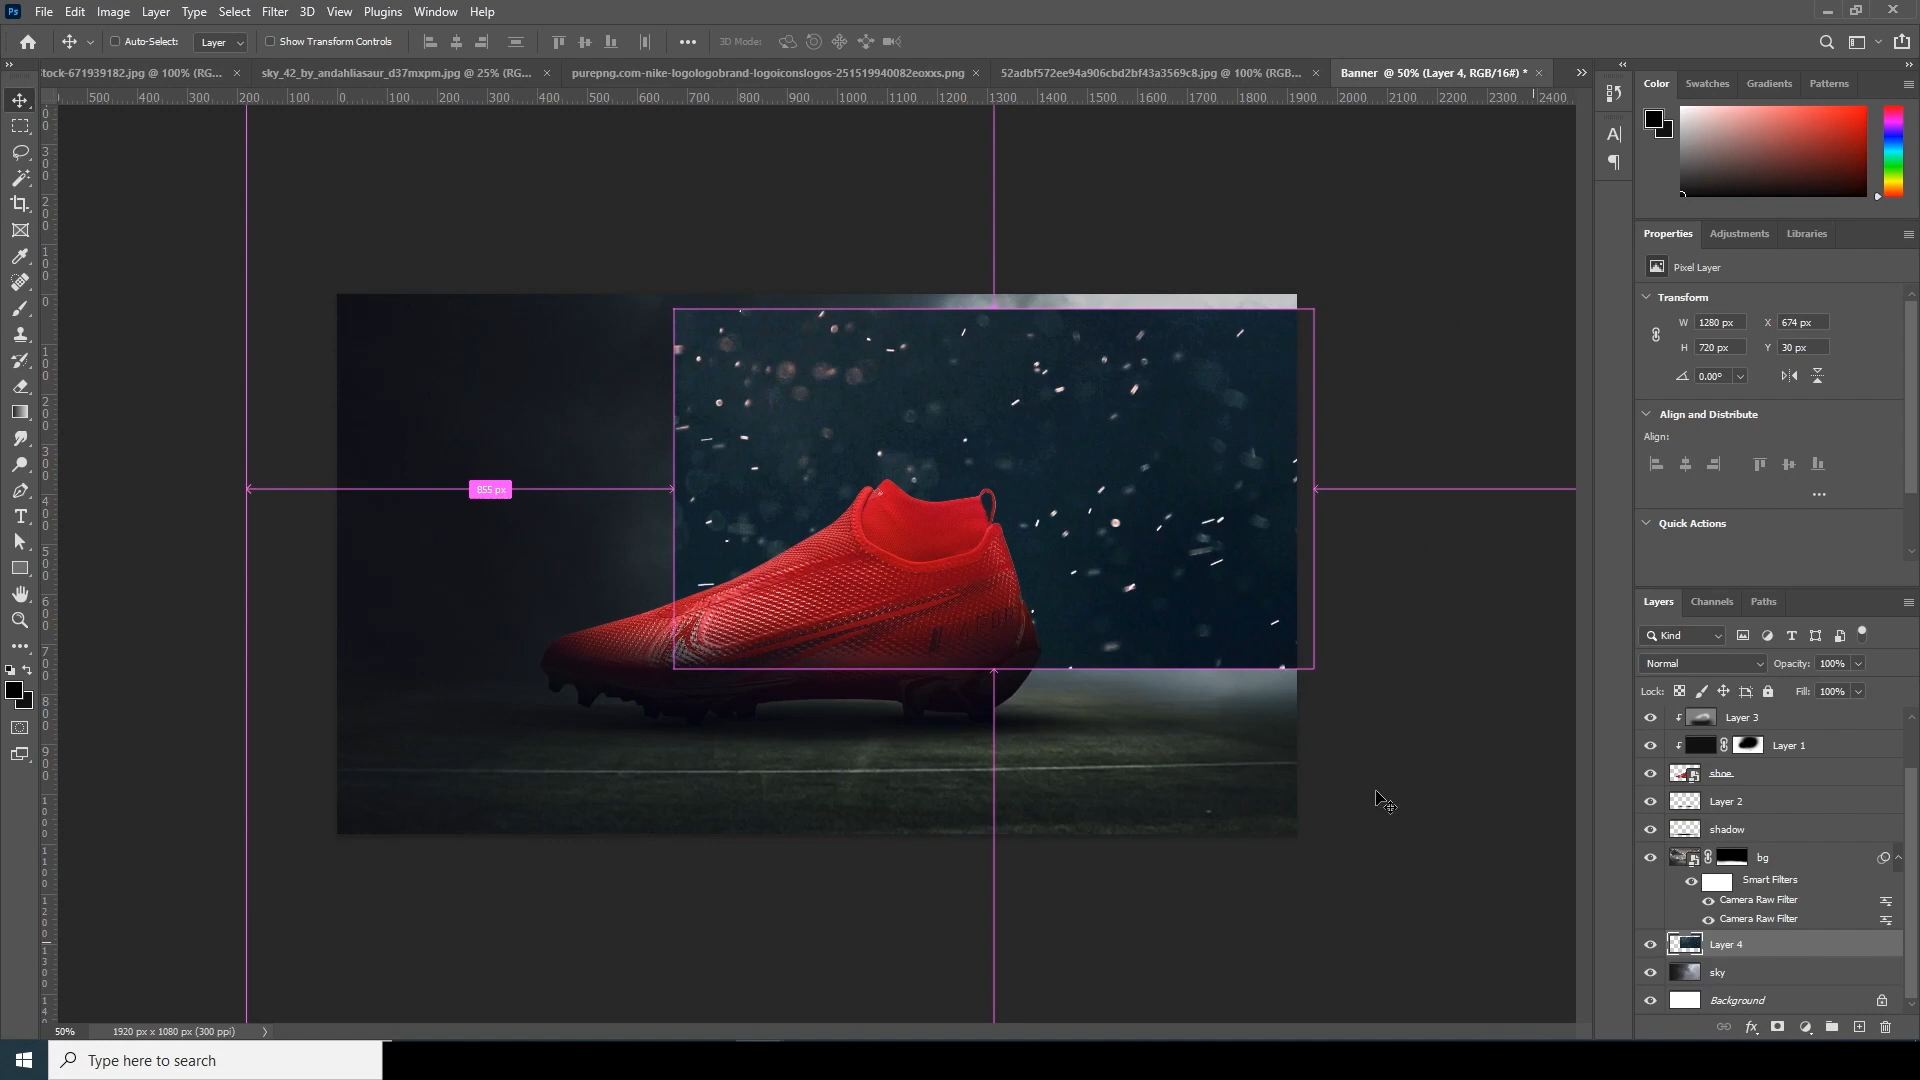 Ps File Edit Image Layer Type Select Filter 3D View Plugins Window Help
Auto-Select: Layer Show Transform Controls 3D Mode:
tock-671939182.jpg @ 100% (RG... sky_42_by_andahliasaur_d37mxpm.jpg @ 25% (RG... purepng.com-nike-logologobrand-logoiconslogos-251519940082eoxxs.png 52adbf572ee94a906cbd2bf43a3569c8.jpg @ 100% (RGB... Banner @ 50% (Layer 4, RGB/16#) *
500 400 300 200 100 0 100 200 300 400 500 600 700 800 900 1000 1100 1200 1300 1400 1500 1600 1700 1800 1900 2000 2100 2200 2300 2400
Color Swatches Gradients Patterns
Properties Adjustments Libraries
Pixel Layer
Transform
W 1280 px X 674 px
H 720 px Y 30 px
0.00°
Align and Distribute
Align:
Quick Actions
855 px
Layers Channels Paths
Kind
Normal Opacity: 100%
Lock: Fill: 100%
Layer 3
Layer 1
shoe
Layer 2
shadow
bg
Smart Filters
Camera Raw Filter
Camera Raw Filter
Layer 4
sky
Background
fx
50% 1920 px x 1080 px (300 ppi)
Type here to search